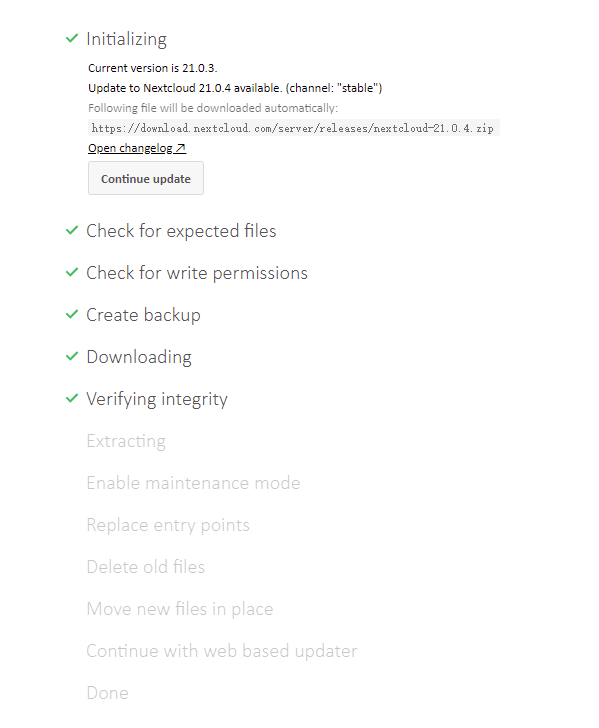 Initializing
Current version is 21.0.3.
Update to Nextcloud 21.0.4 available. (channel: "stable")
Following file will be downloaded automatically:
https://download.nextcloud.com/server/releases/nextcloud-21.0.4.zip
Open changelog ↗
Continue update
Check for expected files
Check for write permissions
Create backup
Downloading
Verifying integrity
Extracting
Enable maintenance mode
Replace entry points
Delete old files
Move new files in place
Continue with web based updater
Done